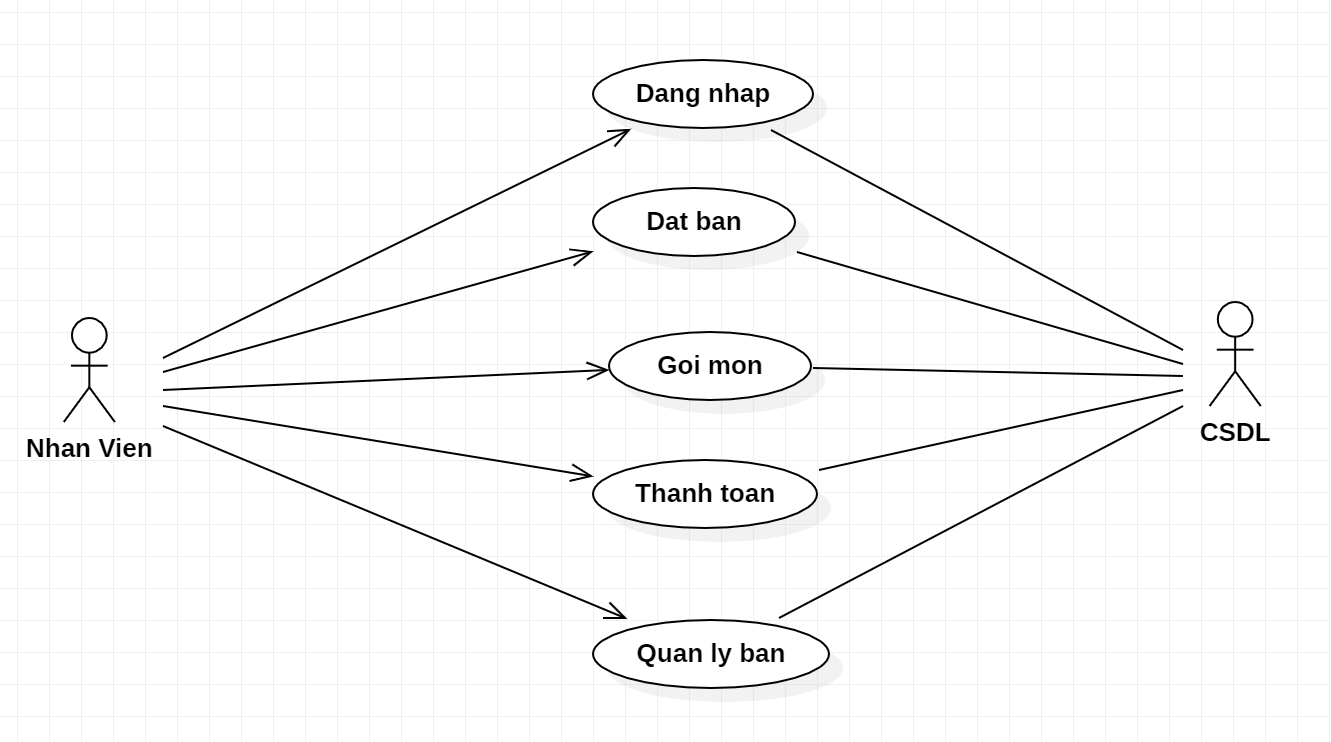 Dang nhap
Dat ban
Goi mon
Nhan Vien
CSDL
Thanh toan
Quan ly ban